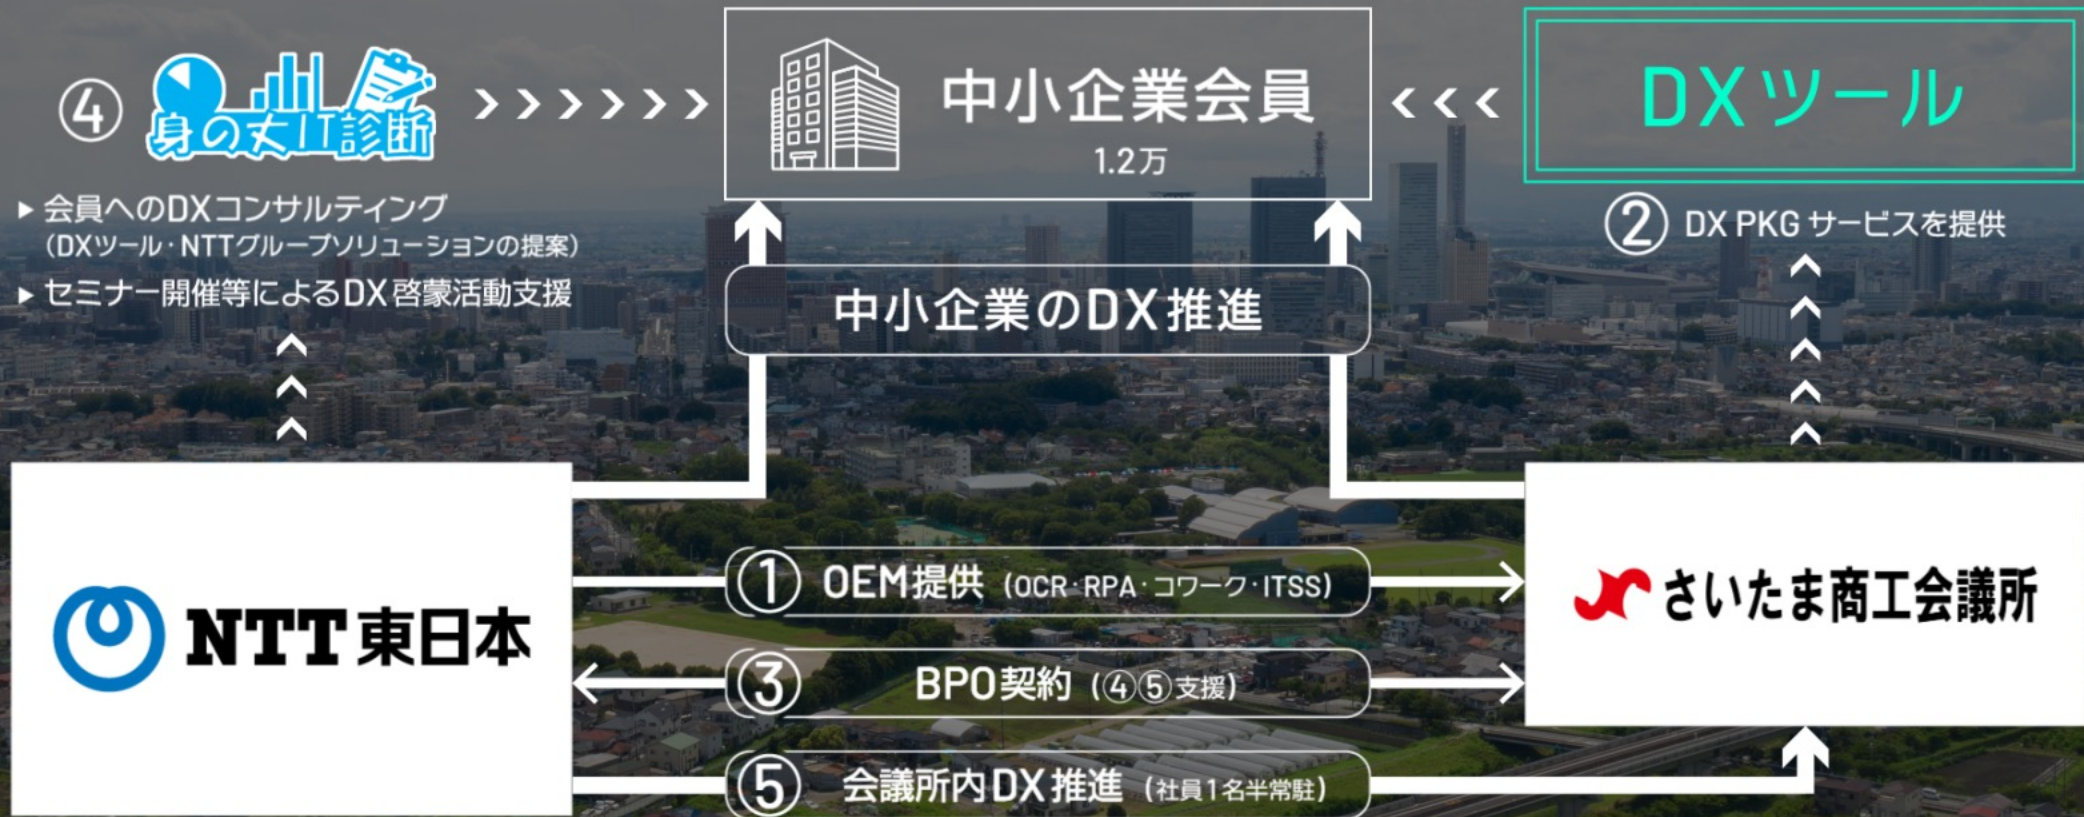 ④ 身の丈IT診断
▶ 会員へのDXコンサルティング
（DXツール・NTTグループソリューションの提案）
▶ セミナー開催等によるDX啓蒙活動支援
中小企業会員
1.2万
DXツール
② DX PKG サービスを提供
中小企業のDX推進
NTT東日本
① OEM提供（OCR・RPA・コワーク・ITSS）
③ BPO契約（④⑤支援）
⑤ 会議所内DX推進（社員1名半常駐）
さいたま商工会議所